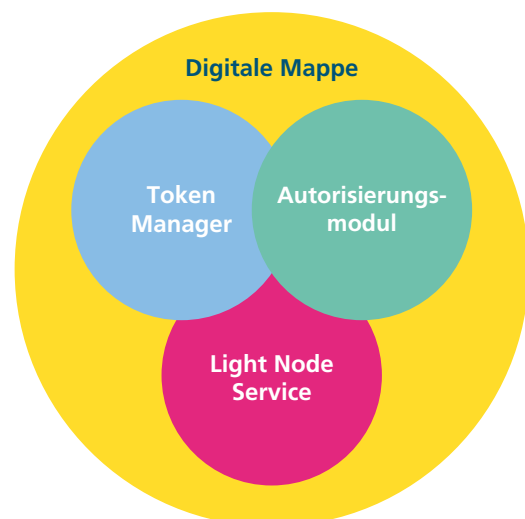 Digitale Mappe
Token
Manager
Autorisierungs-
modul
Light Node
Service